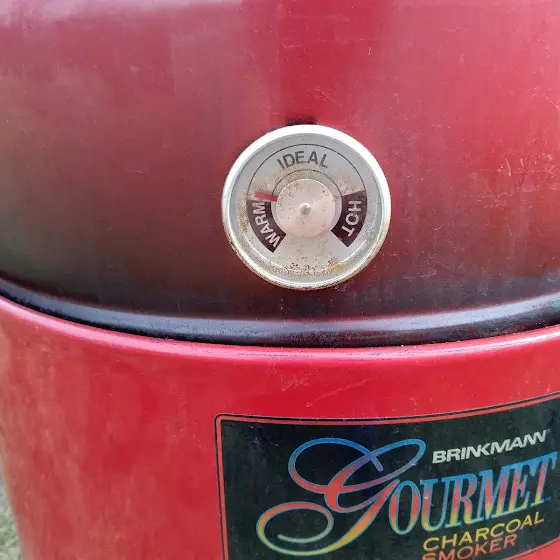 IDEAL
WARM
HOT
BRINKMANN
GOURMET
CHARCOAL
SMOKER